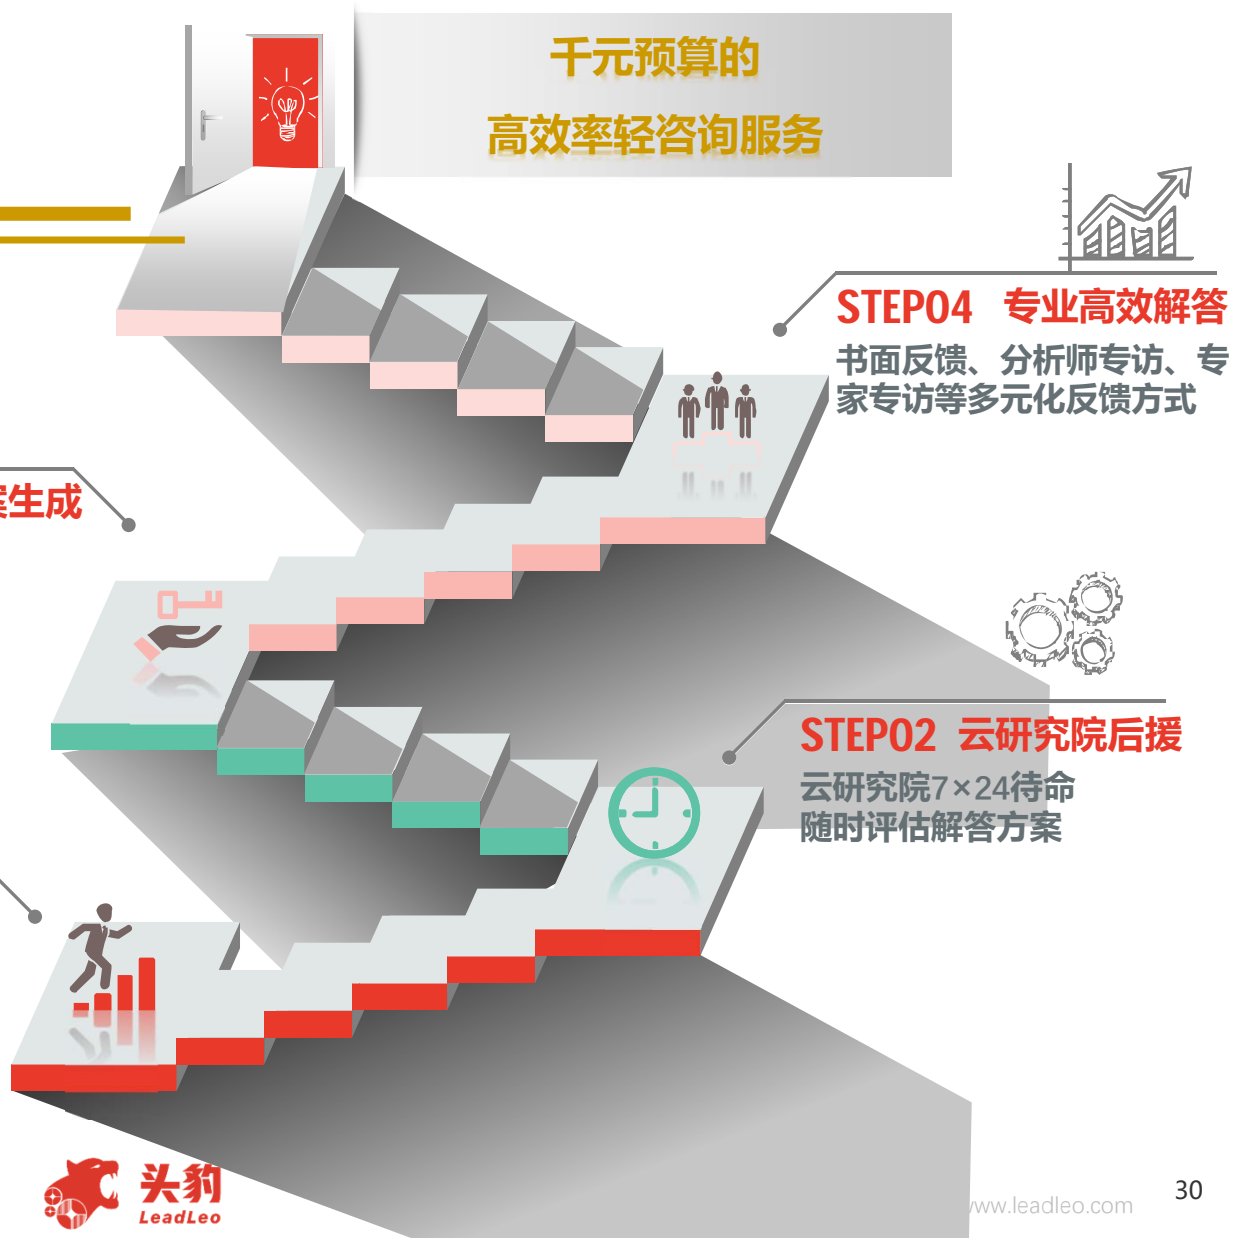 千元预算的
高效率轻咨询服务
STEP04 专业高效解答
书面反馈、分析师专访、专
家专访等多元化反馈方式
生成
STEP02 云研究院后援
云研究院7×24待命
随时评估解答方案
头豹
LeadLeo
www.leadleo.com
30